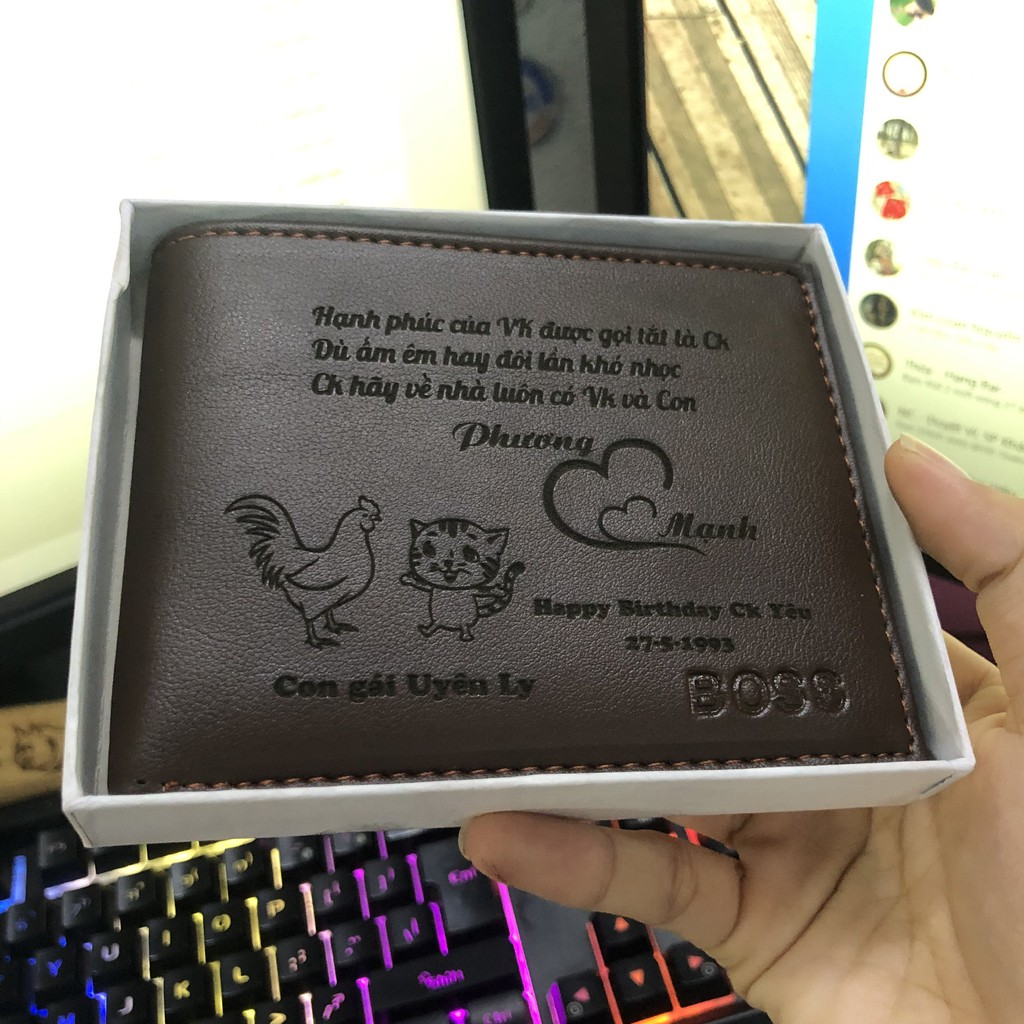 Hạnh phúc của VK được gọi tắt là Ck
Dù ấm êm hay đôi lần khó nhọc
Ck hãy về nhà luôn có Vk và Con
Phương
Mạnh
Happy Birthday Ck Yêu
27-5-1993
Con gái Uyên Ly
BOSS
U
I
O
P
Y
J
K
L